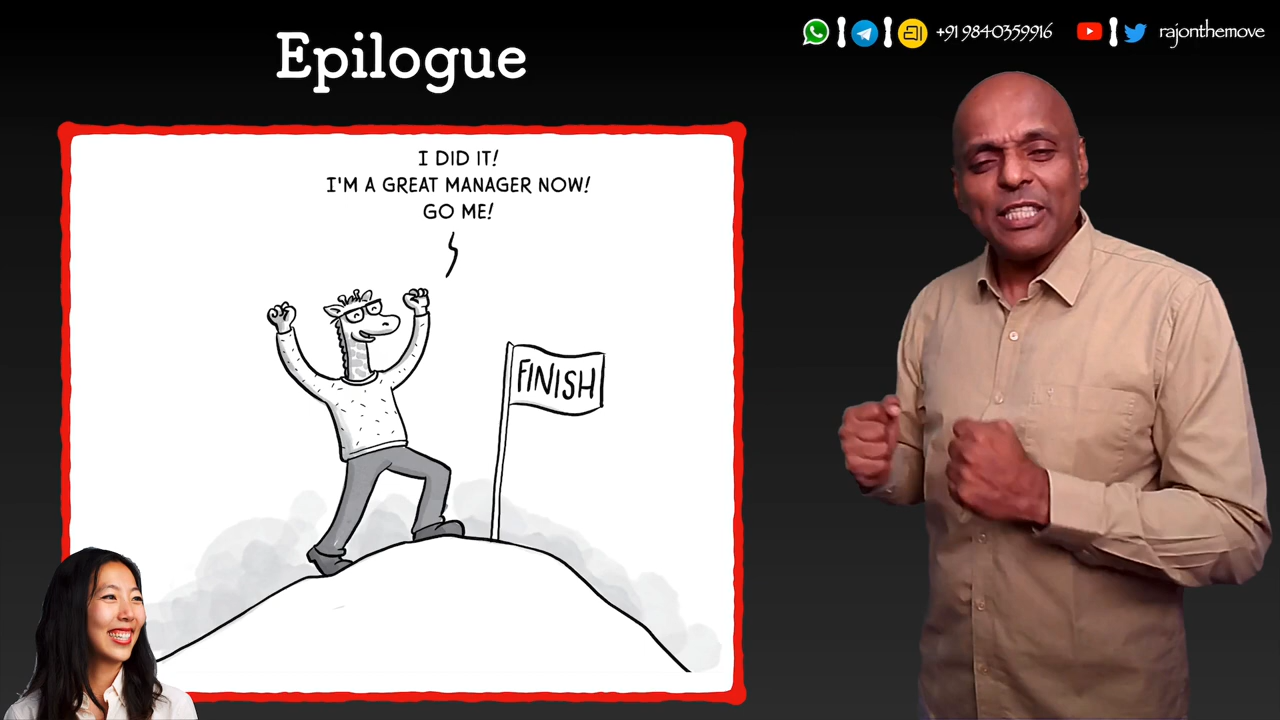 Epilogue
+91 9840359916
rajonthemove
I DID IT!
I'M A GREAT MANAGER NOW!
GO ME!
FINISH